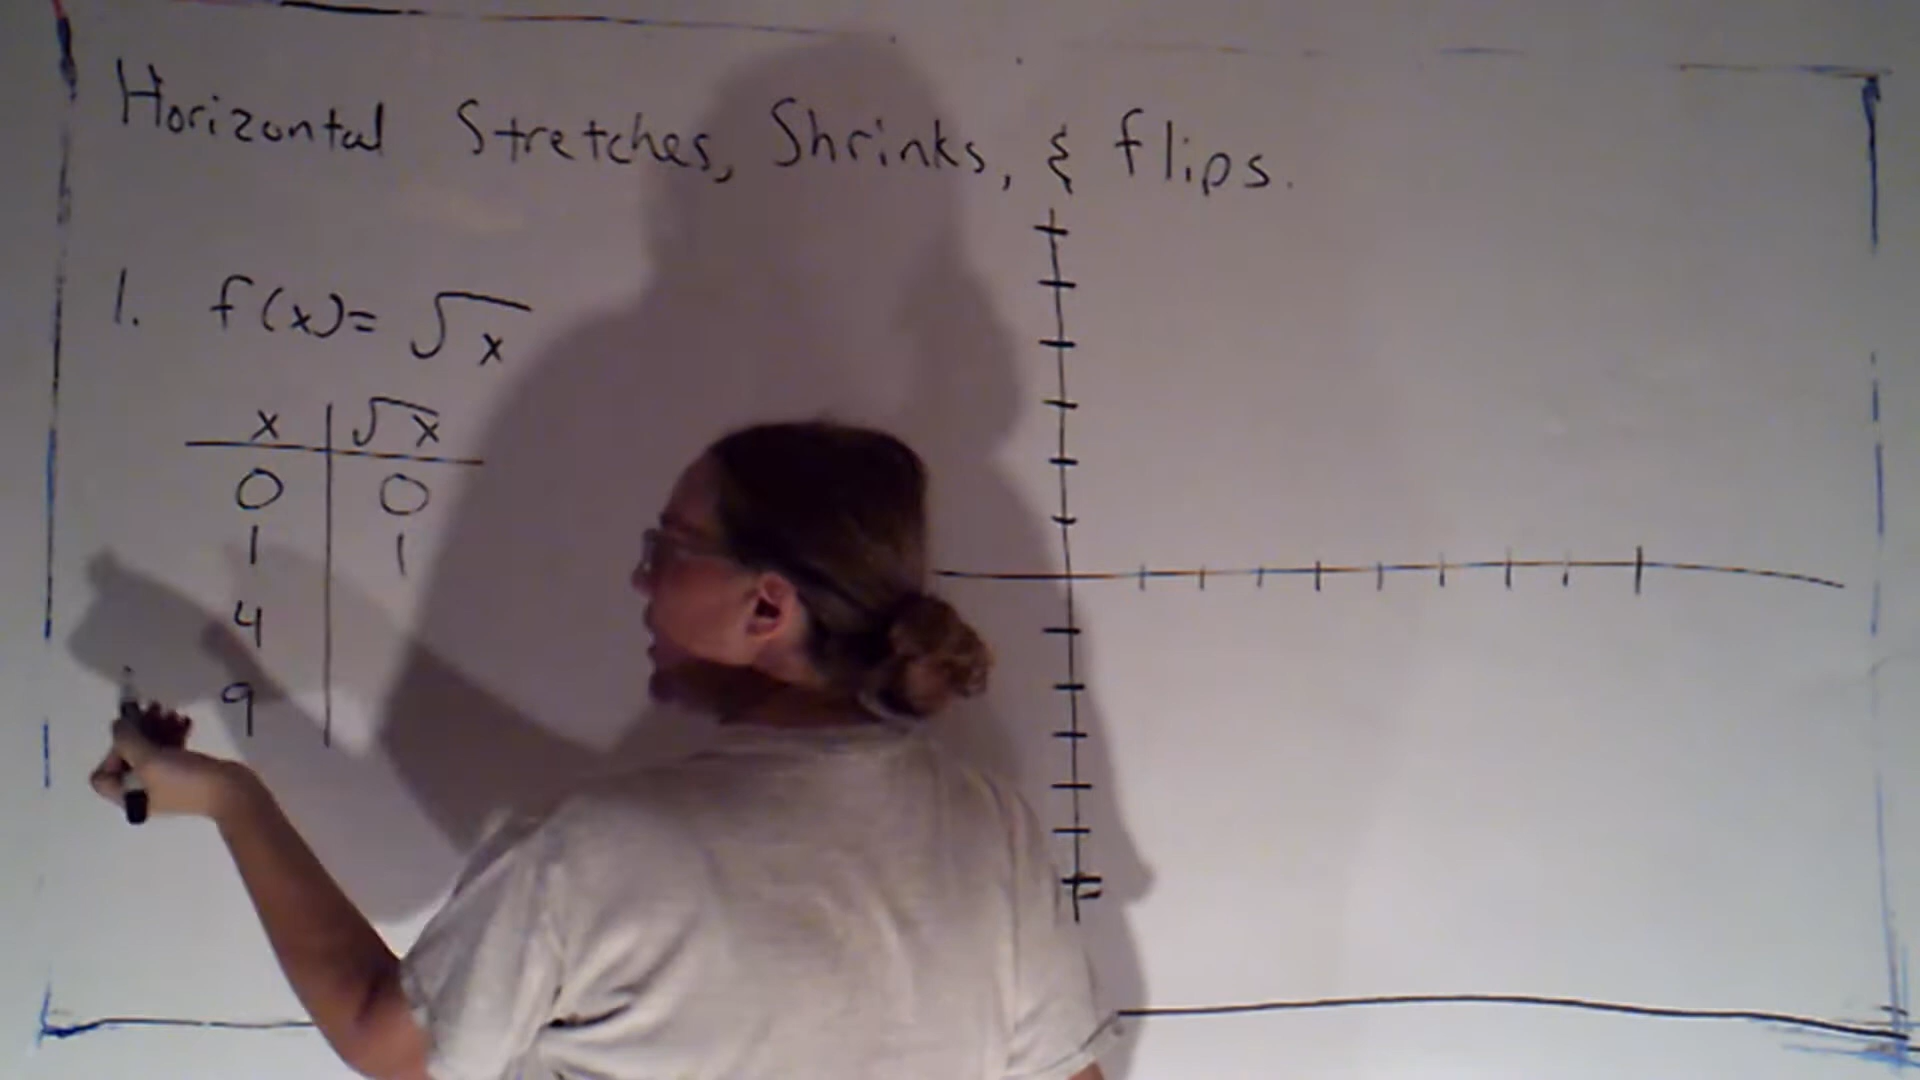 Horizontal Stretches, Shrinks, & flips.
1. f(x)= √x
x √x
0 0
1 1
4
9